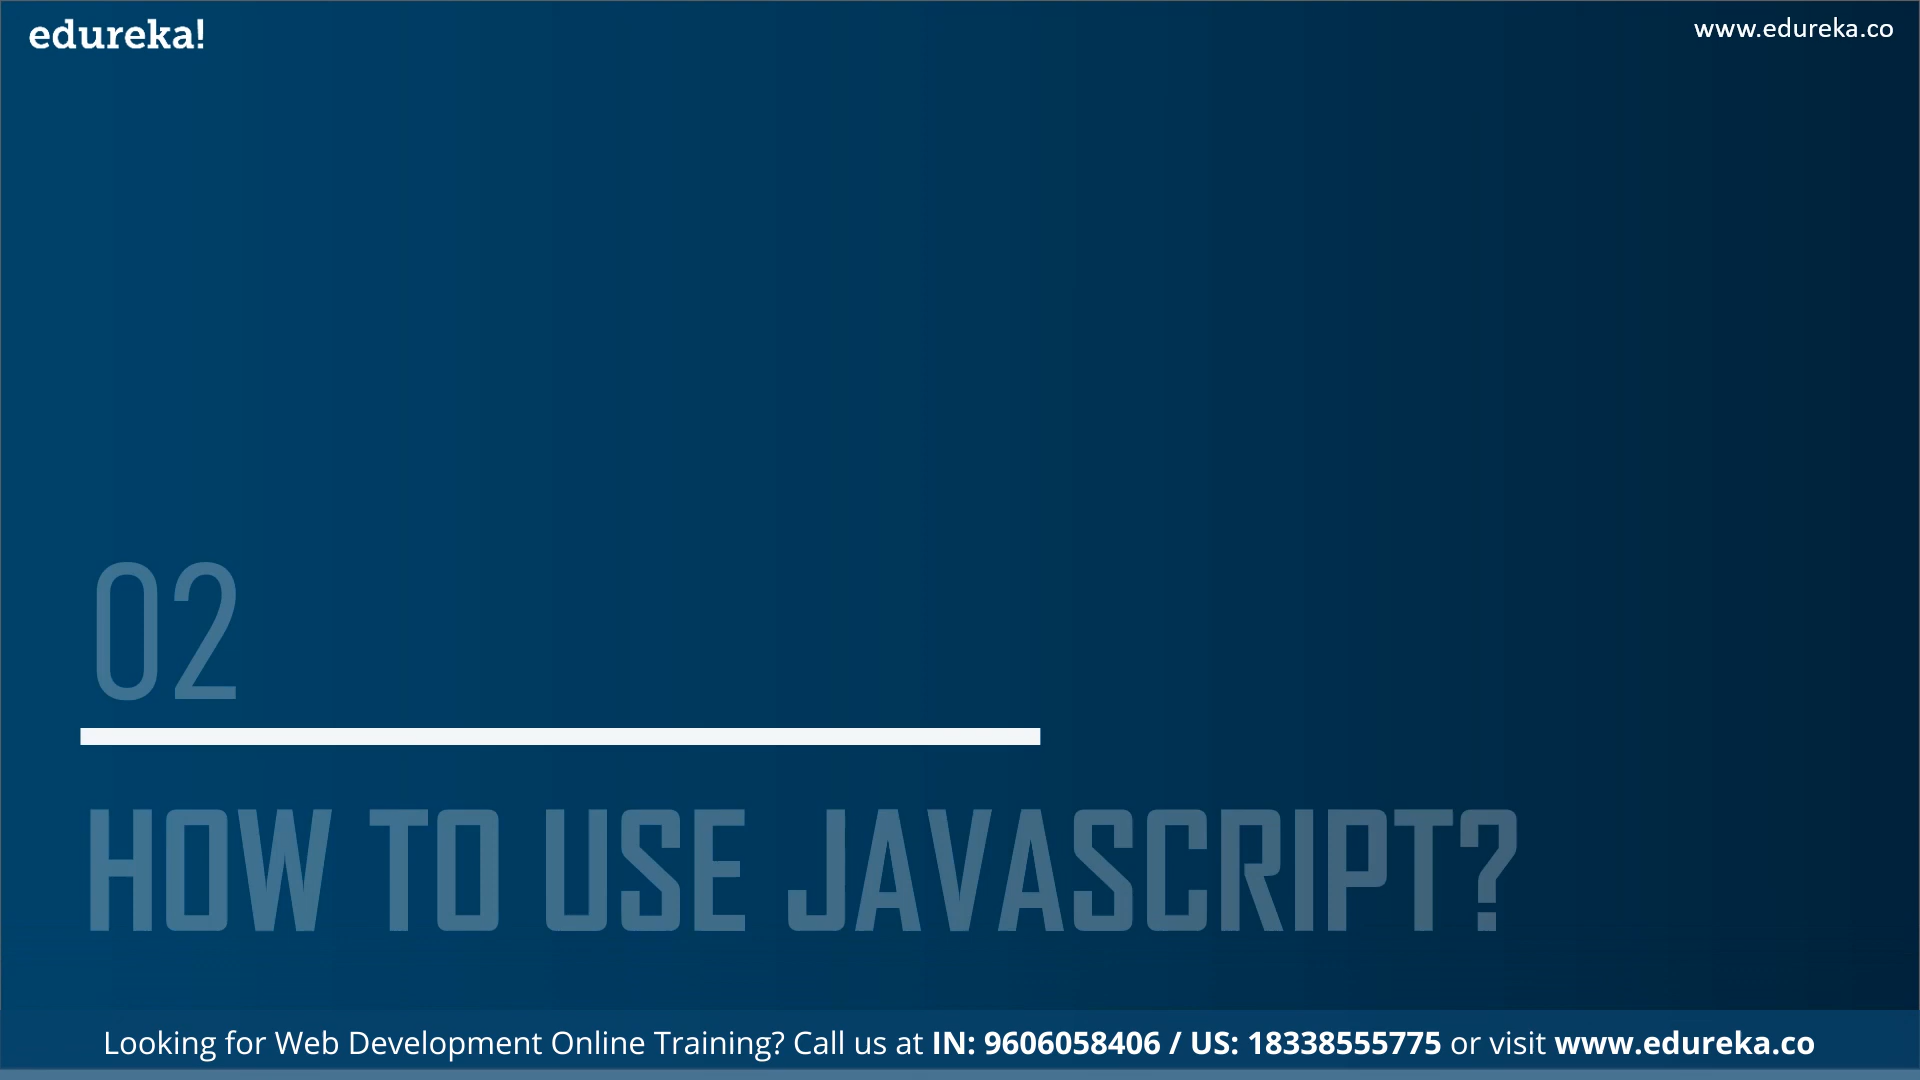 edureka!
www.edureka.co
02
HOW TO USE JAVASCRIPT?
Looking for Web Development Online Training? Call us at IN: 9606058406 / US: 18338555775 or visit www.edureka.co